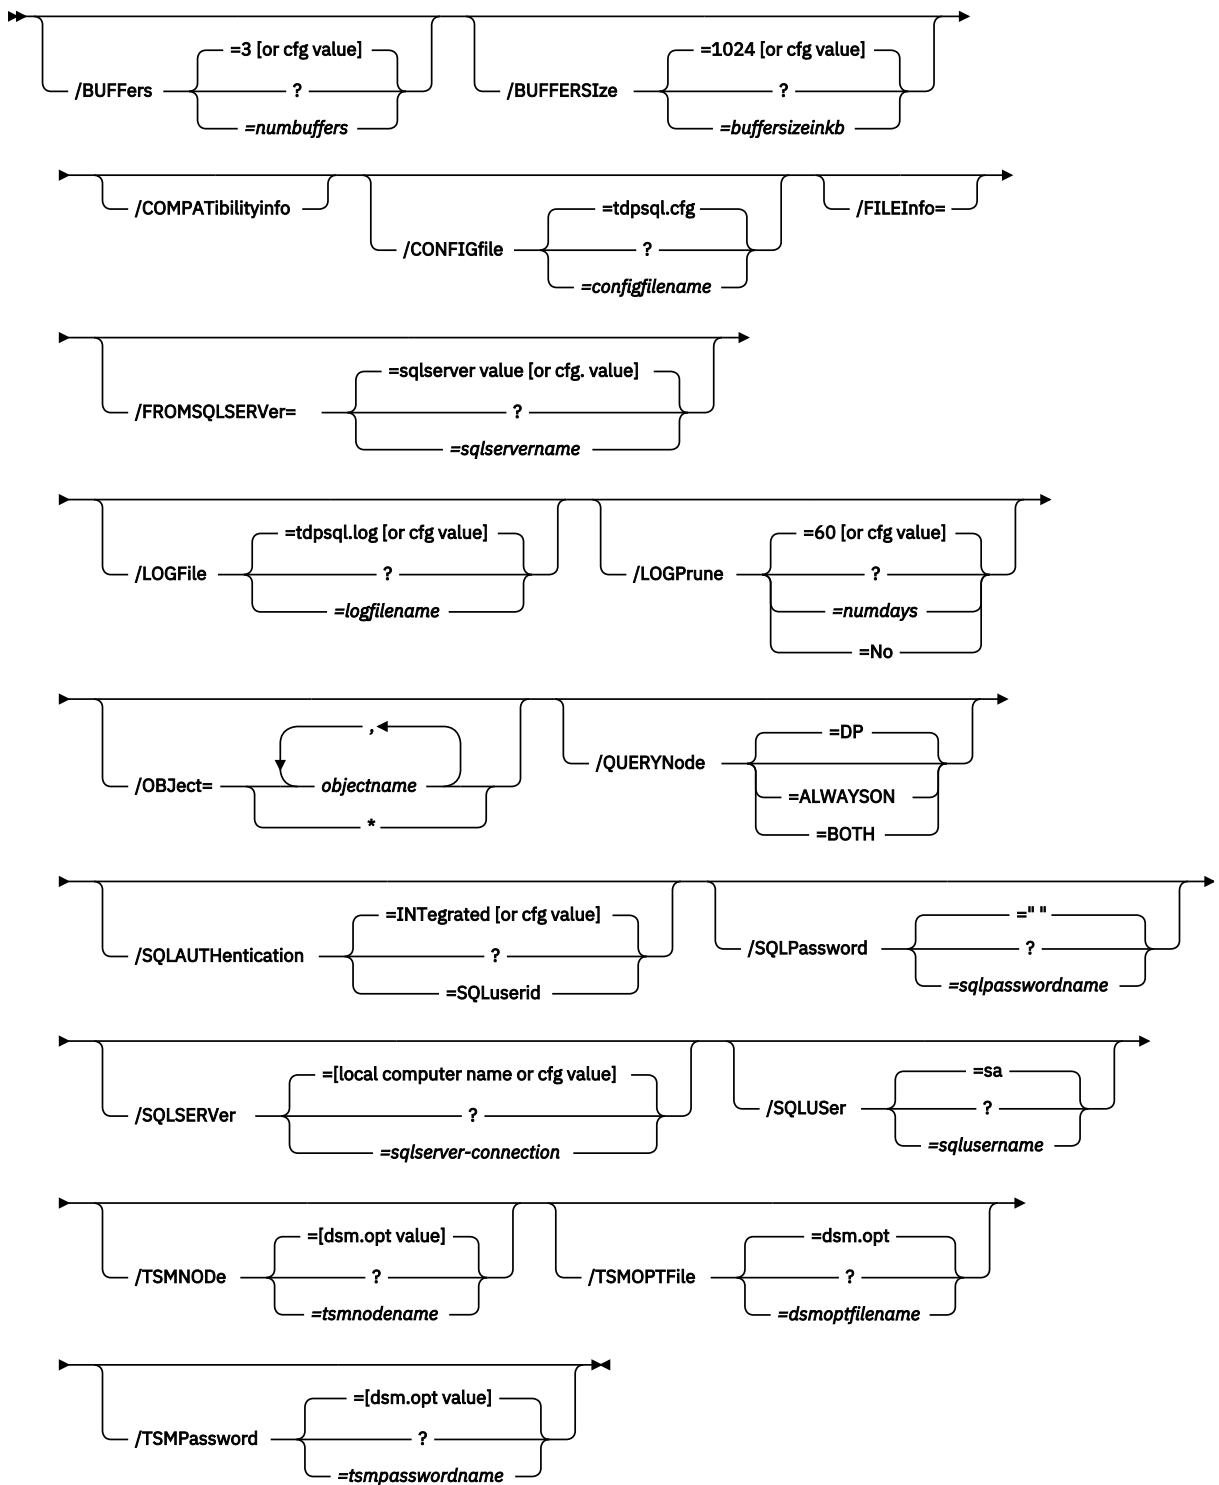 =3 [or cfg value]
=1024 [or cfg value]
/BUFFers
?
/BUFFERSIze
?
=numbuffers
=buffersizeinkb
/COMPATibilityinfo
=tdpsql.cfg
/FILEInfo=
/CONFIGfile
?
=configfilename
=sqlserver value [or cfg. value]
/FROMSQLSERVer=
?
=sqlservername
=tdpsql.log [or cfg value]
=60 [or cfg value]
/LOGFile
?
/LOGPrune
?
=logfilename
=numdays
=No
,
=DP
/OBJect=
objectname
/QUERYNode
=ALWAYSON
*
=BOTH
=INTegrated [or cfg value]
=" "
/SQLAUTHentication
?
/SQLPassword
?
=SQLuserid
=sqlpasswordname
=[local computer name or cfg value]
=sa
/SQLSERVer
?
/SQLUSer
?
=sqlserver-connection
=sqlusername
=[dsm.opt value]
=dsm.opt
/TSMNODe
?
/TSMOPTFile
?
=tsmnodename
=dsmoptfilename
=[dsm.opt value]
/TSMPassword
?
=tsmpasswordname